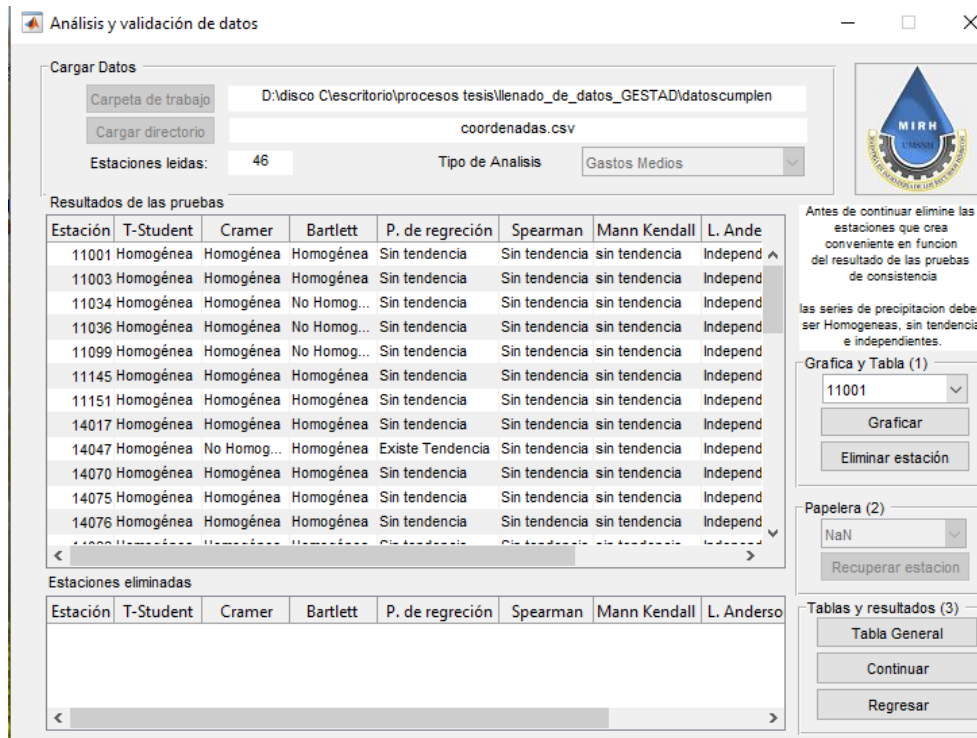 Análisis y validación de datos
Cargar Datos
Carpeta de trabajo D:\disco C\escritorio\procesos tesis\llenado_de_datos_GESTAD\datoscumplen
Cargar directorio coordenadas.csv
Estaciones leidas: 46 Tipo de Analisis Gastos Medios
MIRH
UMSNH
Resultados de las pruebas
Estación T-Student Cramer Bartlett P. de regreción Spearman Mann Kendall L. Ande
11001 Homogénea Homogénea Homogénea Sin tendencia Sin tendencia sin tendencia Independ
11003 Homogénea Homogénea Homogénea Sin tendencia Sin tendencia sin tendencia Independ
11034 Homogénea Homogénea No Homog... Sin tendencia Sin tendencia sin tendencia Independ
11036 Homogénea Homogénea No Homog... Sin tendencia Sin tendencia sin tendencia Independ
11099 Homogénea Homogénea No Homog... Sin tendencia Sin tendencia sin tendencia Independ
11145 Homogénea Homogénea Homogénea Sin tendencia Sin tendencia sin tendencia Independ
11151 Homogénea Homogénea Homogénea Sin tendencia Sin tendencia sin tendencia Independ
14017 Homogénea Homogénea Homogénea Sin tendencia Sin tendencia sin tendencia Independ
14047 Homogénea No Homog... Homogénea Existe Tendencia Sin tendencia sin tendencia Independ
14070 Homogénea Homogénea Homogénea Sin tendencia Sin tendencia sin tendencia Independ
14075 Homogénea Homogénea Homogénea Sin tendencia Sin tendencia sin tendencia Independ
14076 Homogénea Homogénea Homogénea Sin tendencia Sin tendencia sin tendencia Independ
Estaciones eliminadas
Estación T-Student Cramer Bartlett P. de regreción Spearman Mann Kendall L. Anderso
Antes de continuar elimine las
estaciones que crea
conveniente en funcion
del resultado de las pruebas
de consistencia
las series de precipitacion debe
ser Homogeneas, sin tendencia
e independientes.
Grafica y Tabla (1)
11001
Graficar
Eliminar estación
Papelera (2)
NaN
Recuperar estacion
Tablas y resultados (3)
Tabla General
Continuar
Regresar